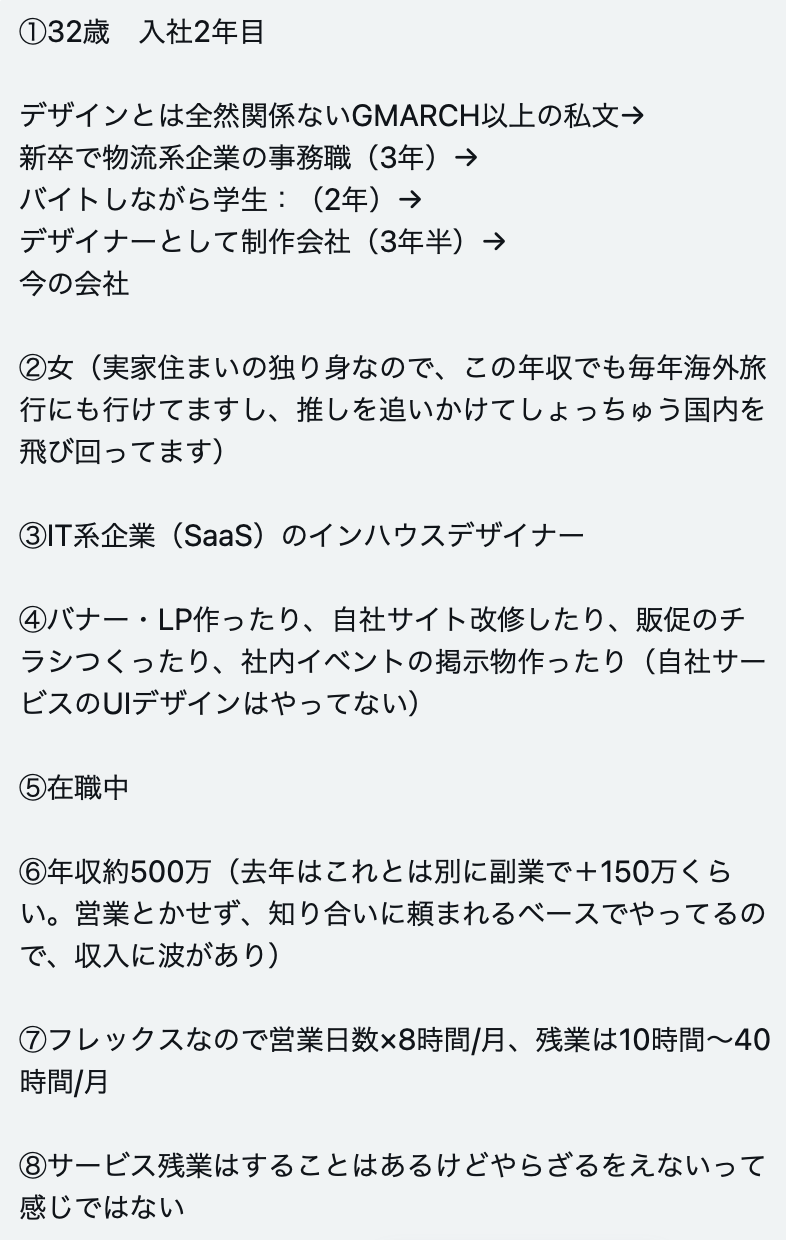 ①32歳　入社2年目
デザインとは全然関係ないGMARCH以上の私文→
新卒で物流系企業の事務職（3年）→
バイトしながら学生：（2年）→
デザイナーとして制作会社（3年半）→
今の会社
②女（実家住まいの独り身なので、この年収でも毎年海外旅
行にも行けてますし、推しを追いかけてしょっちゅう国内を
飛び回ってます）
③IT系企業（SaaS）のインハウスデザイナー
④バナー・LP作ったり、自社サイト改修したり、販促のチ
ラシつくったり、社内イベントの掲示物作ったり（自社サー
ビスのUIデザインはやってない）
⑤在職中
⑥年収約500万（去年はこれとは別に副業で＋150万くら
い。営業とかせず、知り合いに頼まれるベースでやってるの
で、収入に波があり）
⑦フレックスなので営業日数×8時間/月、残業は10時間〜40
時間/月
⑧サービス残業はすることはあるけどやらざるをえないって
感じではない